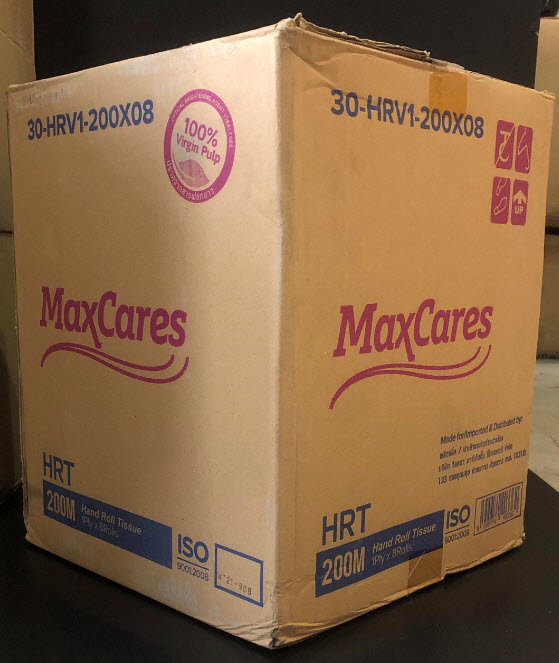 30-HRV1-200X08
100%
Virgin Pulp
MaxCares
HRT
200M
Hand Roll Tissue
1Ply x 8Rolls
ISO
9001:2008
30-HRV1-200X08
UP
MaxCares
Made for/Imported & Distributed by:
HRT
200M
Hand Roll Tissue
1Ply x 8Rolls
ISO
9001:2008